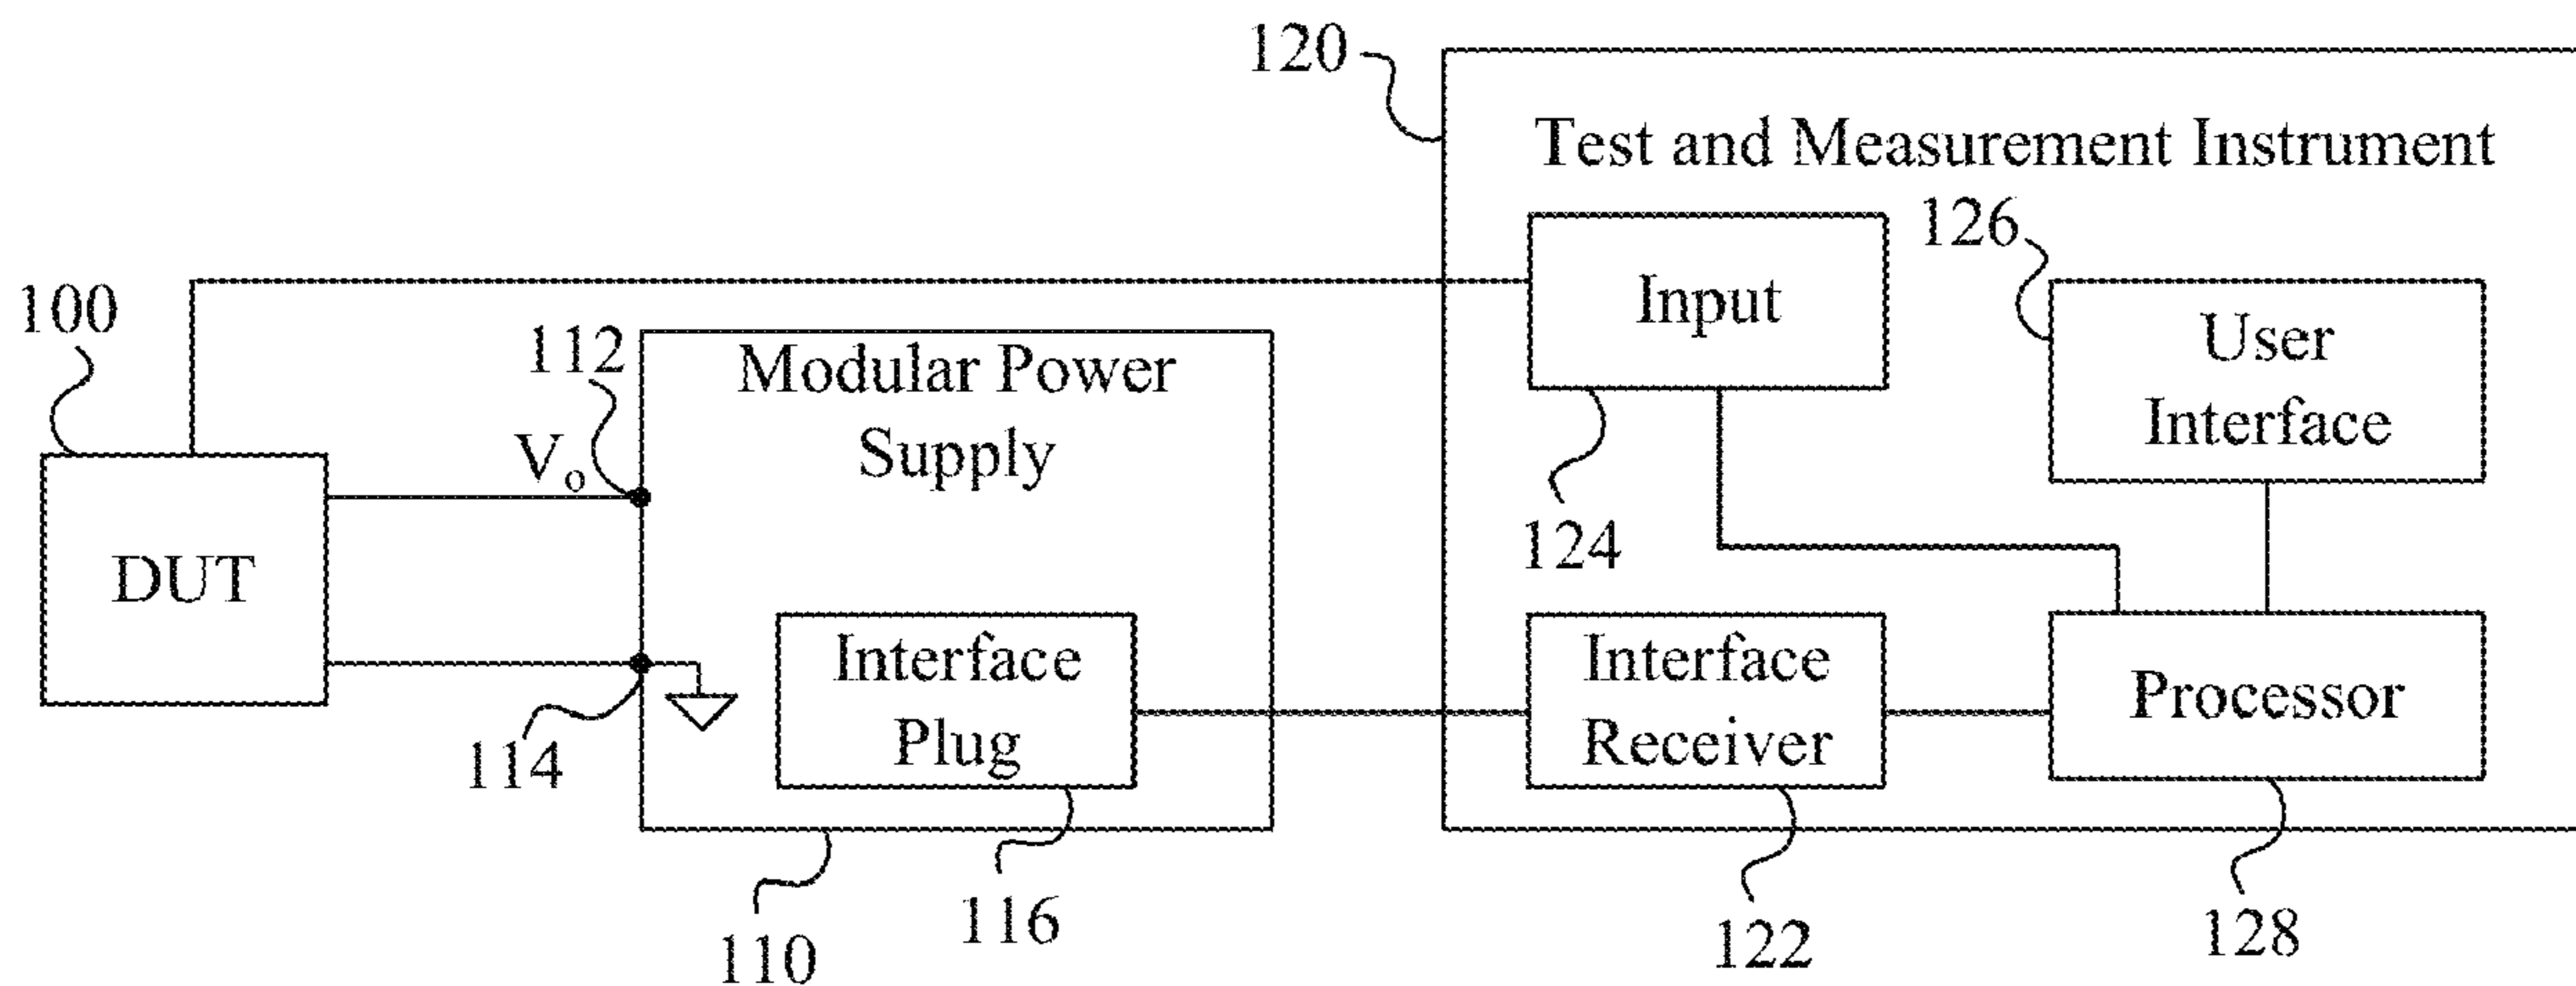 120
Test and Measurement Instrument
126
Input
User
Interface
100
112
Modular Power
Supply
V₀
124
DUT
Interface
Plug
Interface
Receiver
Processor
114
116
110
122
128